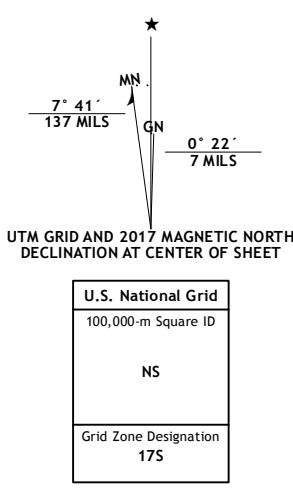 ★
MN
7° 41´
137 MILS
GN
0° 22´
7 MILS
UTM GRID AND 2017 MAGNETIC NORTH
DECLINATION AT CENTER OF SHEET
U.S. National Grid
100,000-m Square ID
NS
Grid Zone Designation
17S